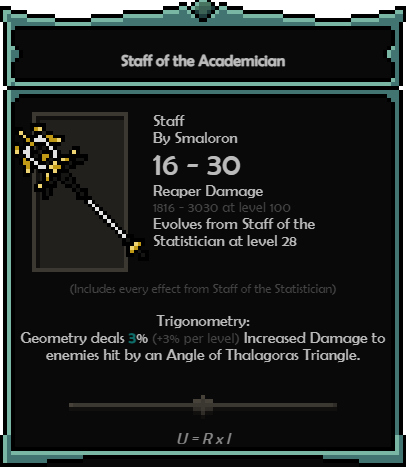 Staff of the Academician
Staff
By Smaloron
16 - 30
Reaper Damage
1816 - 3030 at level 100
Evolves from Staff of the
Statistician at level 28
(Includes every effect from Staff of the Statistician)
Trigonometry:
Geometry deals 3% (+3% per level) Increased Damage to
enemies hit by an Angle of Thalagoras Triangle.
U = R x I